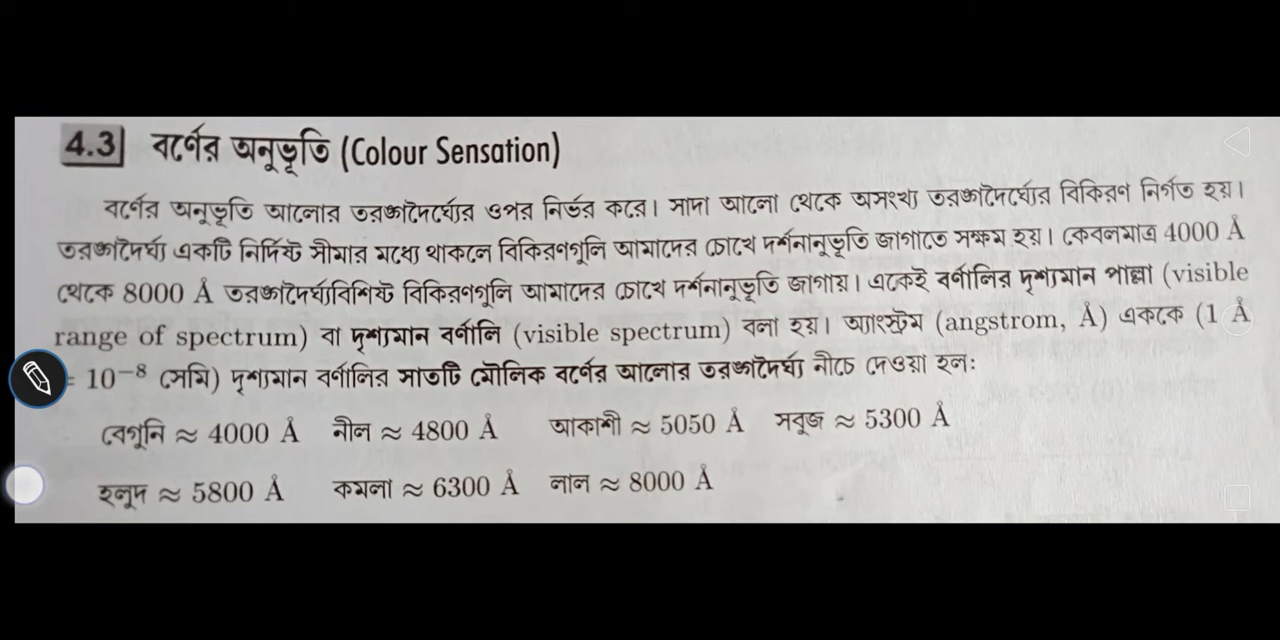 4.3 বর্ণের অনুভূতি (Colour Sensation)
বর্ণের অনুভূতি আলোর তরঙ্গদৈর্ঘ্যের ওপর নির্ভর করে। সাদা আলো থেকে অসংখ্য তরঙ্গদৈর্ঘ্যের বিকিরণ নির্গত হয়।
তরঙ্গদৈর্ঘ্য একটি নির্দিষ্ট সীমার মধ্যে থাকলে বিকিরণগুলি আমাদের চোখে দর্শনানুভূতি জাগাতে সক্ষম হয়। কেবলমাত্র 4000 Å
থেকে 8000 Å তরঙ্গদৈর্ঘ্যবিশিষ্ট বিকিরণগুলি আমাদের চোখে দর্শনানুভূতি জাগায়। একেই বর্ণালির দৃশ্যমান পাল্লা (visible
range of spectrum) বা দৃশ্যমান বর্ণালি (visible spectrum) বলা হয়। অ্যাংস্ট্রম (angstrom, Å) এককে (1 Å
= 10⁻⁸ সেমি) দৃশ্যমান বর্ণালির সাতটি মৌলিক বর্ণের আলোর তরঙ্গদৈর্ঘ্য নীচে দেওয়া হল:
বেগুনি ≈ 4000 Å নীল ≈ 4800 Å আকাশী ≈ 5050 Å সবুজ ≈ 5300 Å
হলুদ ≈ 5800 Å কমলা ≈ 6300 Å লাল ≈ 8000 Å